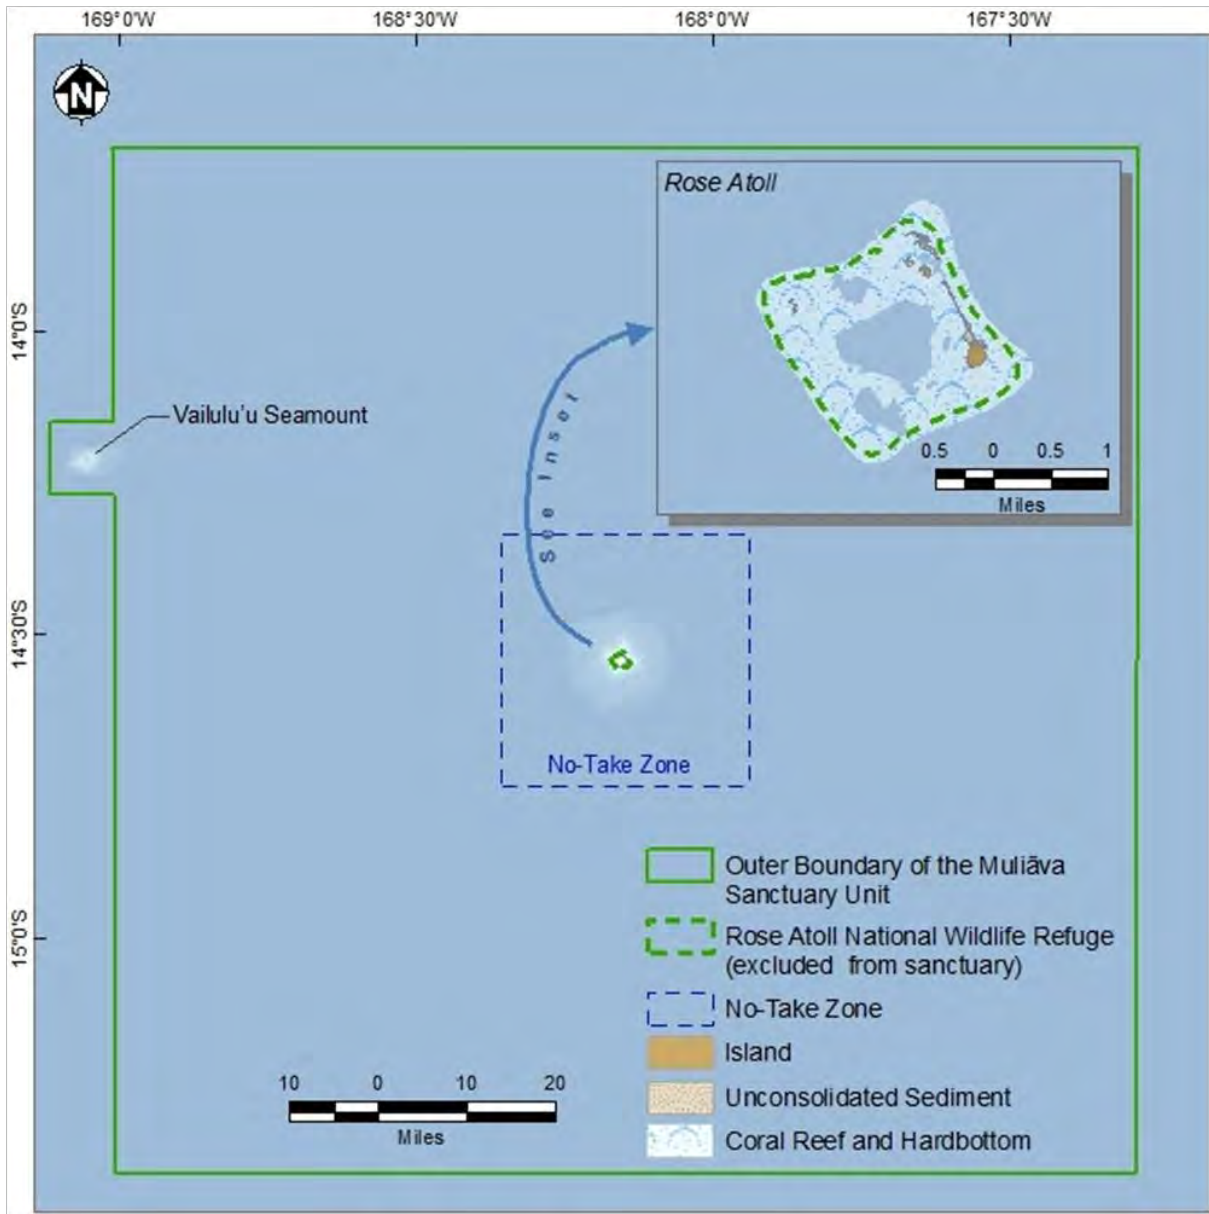 169°0'W 168°30'W 168°0'W 167°30'W
N
Rose Atoll
14°0'S
Vailulu'u Seamount
See Inset
0.5 0 0.5 1
Miles
14°30'S
No-Take Zone
Outer Boundary of the Muliāva
Sanctuary Unit
Rose Atoll National Wildlife Refuge
(excluded from sanctuary)
15°0'S
No-Take Zone
Island
10 0 10 20
Miles
Unconsolidated Sediment
Coral Reef and Hardbottom